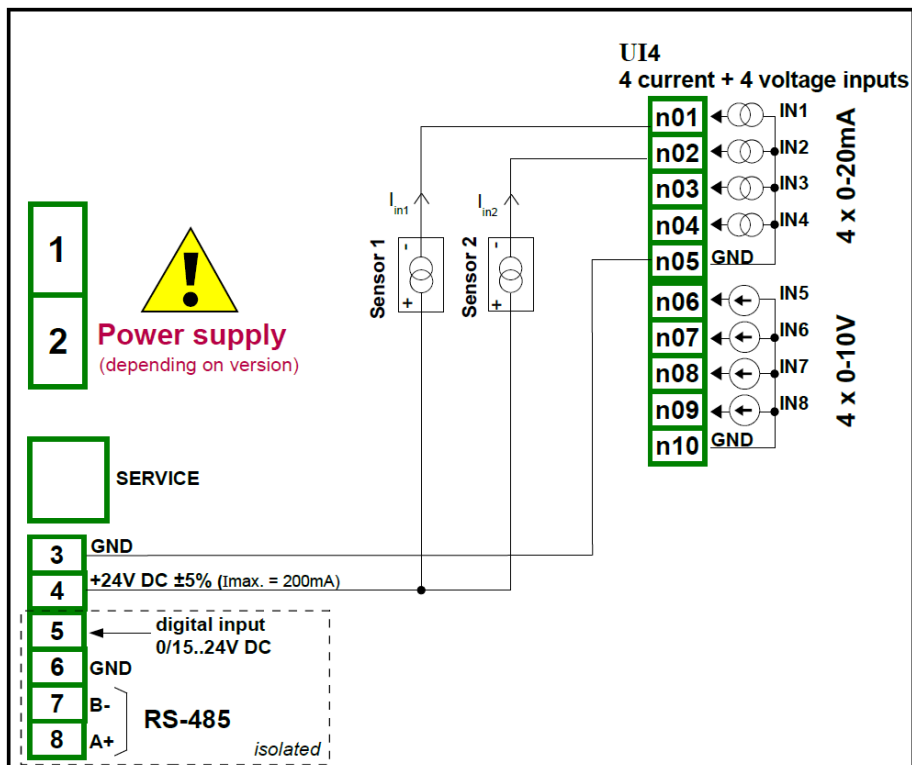 UI4
4 current + 4 voltage inputs
n01
IN1
n02
IN2
n03
IN3
n04
IN4
n05
GND
4 x 0-20mA
n06
IN5
n07
IN6
n08
IN7
n09
IN8
n10
GND
4 x 0-10V
Iin1
Iin2
-
Sensor 1
+
-
Sensor 2
+
1
2
!
Power supply
(depending on version)
SERVICE
3
GND
4
+24V DC ±5% (Imax. = 200mA)
5
digital input
0/15..24V DC
6
GND
7
B-
8
A+
RS-485
isolated